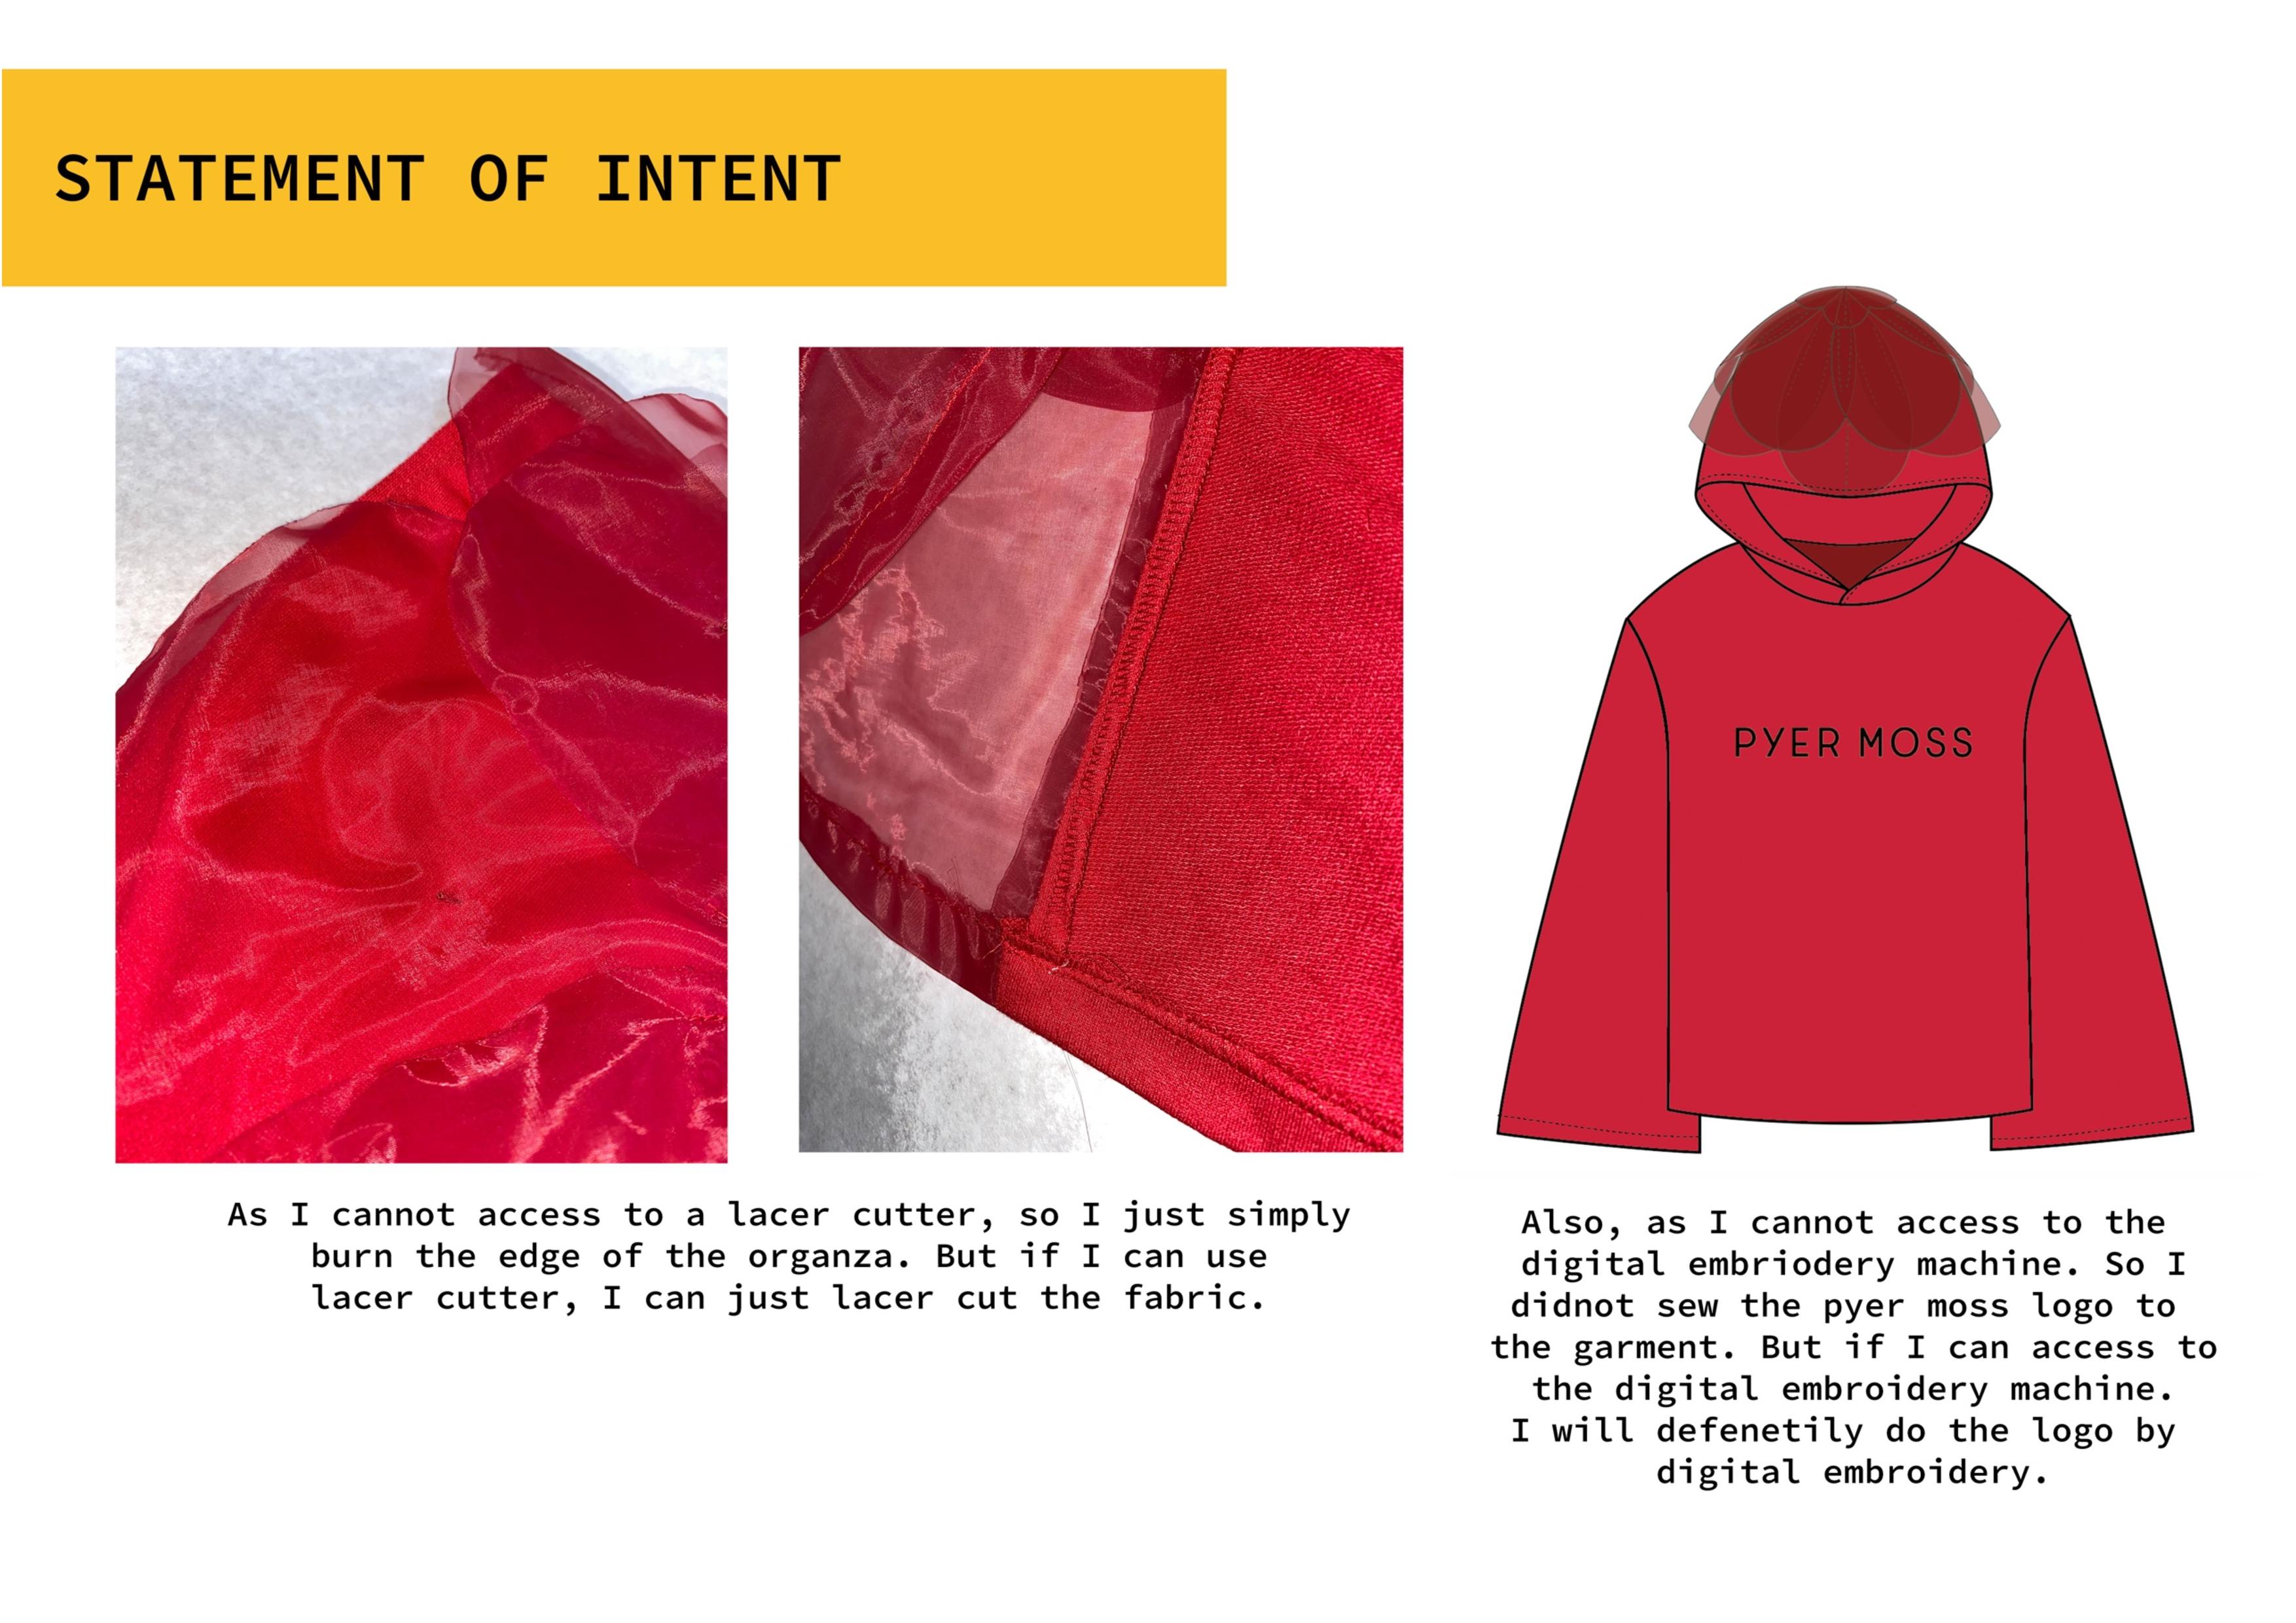 STATEMENT OF INTENT
PYER MOSS
As I cannot access to a lacer cutter, so I just simply
burn the edge of the organza. But if I can use
lacer cutter, I can just lacer cut the fabric.
Also, as I cannot access to the
digital embriodery machine. So I
didnot sew the pyer moss logo to
the garment. But if I can access to
the digital embroidery machine.
I will defenetily do the logo by
digital embroidery.